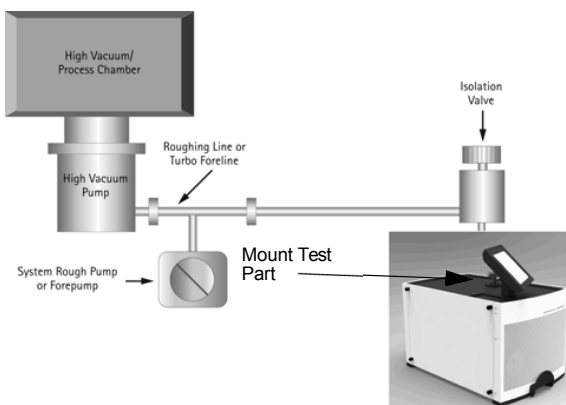 High Vacuum/
Process Chamber
Isolation
Valve
Roughing Line or
Turbo Foreline
High Vacuum
Pump
System Rough Pump
or Forepump
Mount Test
Part